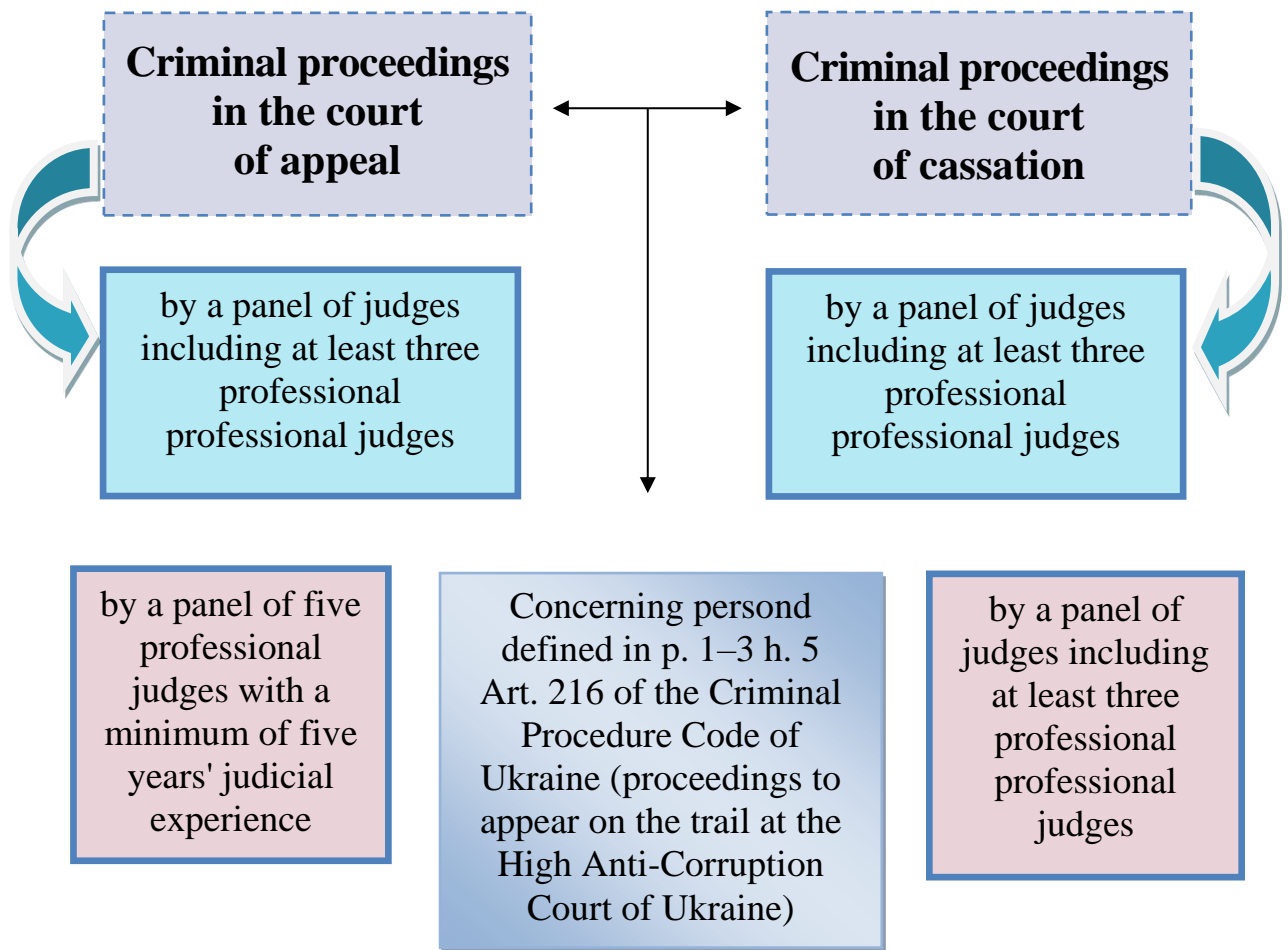 Criminal proceedings
in the court
of appeal
Criminal proceedings
in the court
of cassation
by a panel of judges
including at least three
professional
professional judges
by a panel of judges
including at least three
professional
professional judges
by a panel of five
professional
judges with a
minimum of five
years' judicial
experience
Concerning persond
defined in p. 1–3 h. 5
Art. 216 of the Criminal
Procedure Code of
Ukraine (proceedings to
appear on the trail at the
High Anti-Corruption
Court of Ukraine)
by a panel of
judges including
at least three
professional
professional
judges